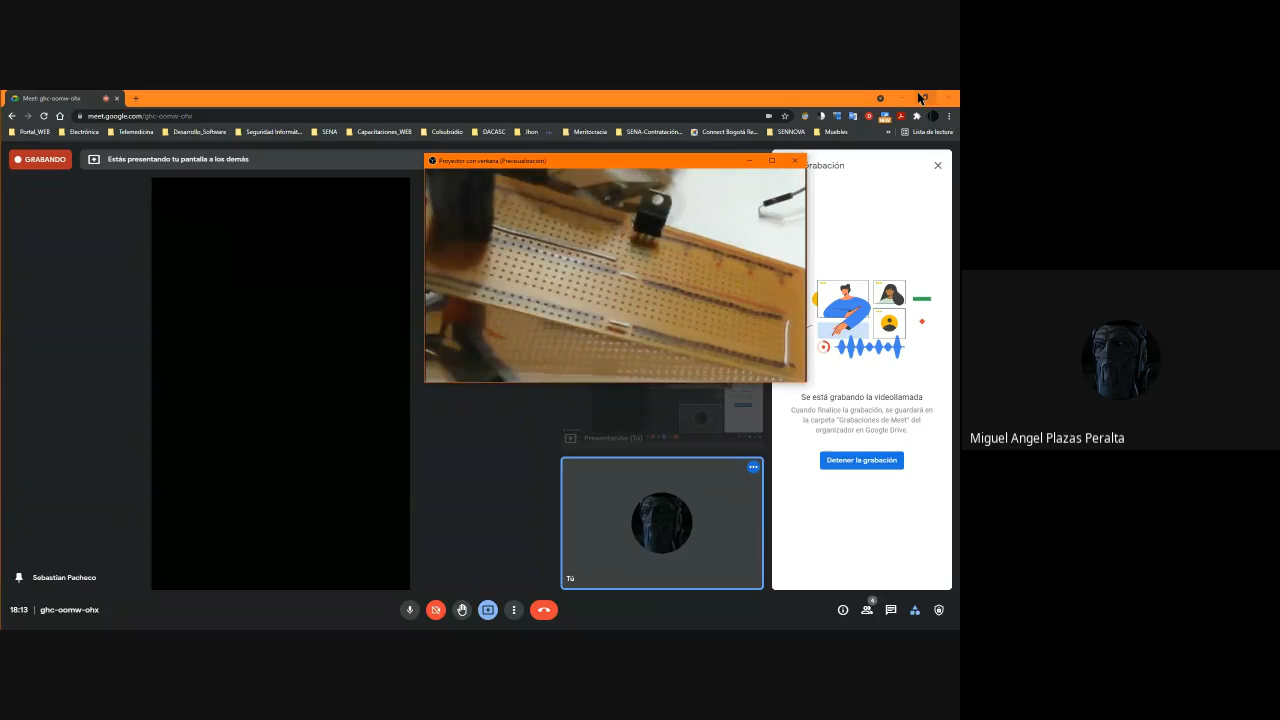 Meet: ghc-oomw-ohx
meet.google.com/ghc-oomw-ohx
Portal_WEB
Electrónica
Telemedicina
Desarrollo_Software
Seguridad Informát...
SENA
Capacitaciones_WEB
Colsubsidio
DACASC
Jhon
...
Meritocracia
SENA-Contratación...
Connect Bogotá Re...
SENNOVA
Muebles
»
Lista de lectura
GRABANDO
Estás presentando tu pantalla a los demás
Proyector con ventana (Previsualización)
rabación
Se está grabando la videollamada
Cuando finalice la grabación, se guardará en
la carpeta "Grabaciones de Meet" del
organizador en Google Drive.
Detener la grabación
Presentación (Tú)
Tú
Sebastian Pacheco
18:13 | ghc-oomw-ohx
4
Miguel Angel Plazas Peralta